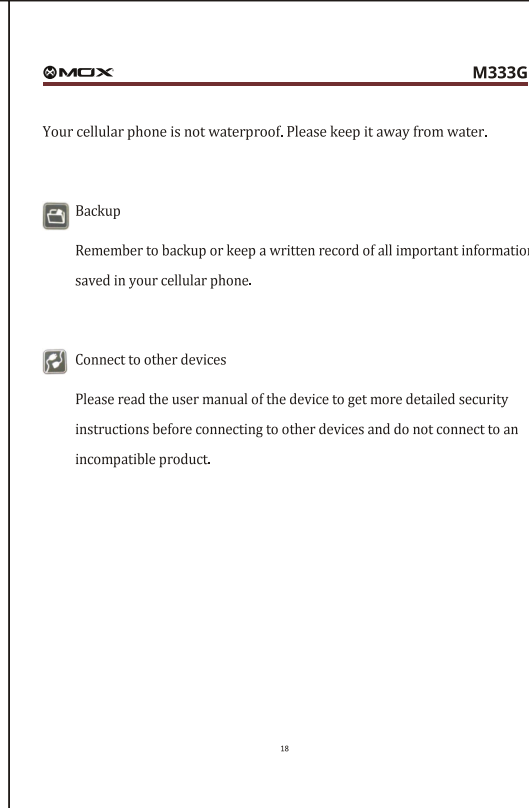 MOX M333G
Your cellular phone is not waterproof. Please keep it away from water.
Backup
Remember to backup or keep a written record of all important information
saved in your cellular phone.
Connect to other devices
Please read the user manual of the device to get more detailed security
instructions before connecting to other devices and do not connect to an
incompatible product.
18